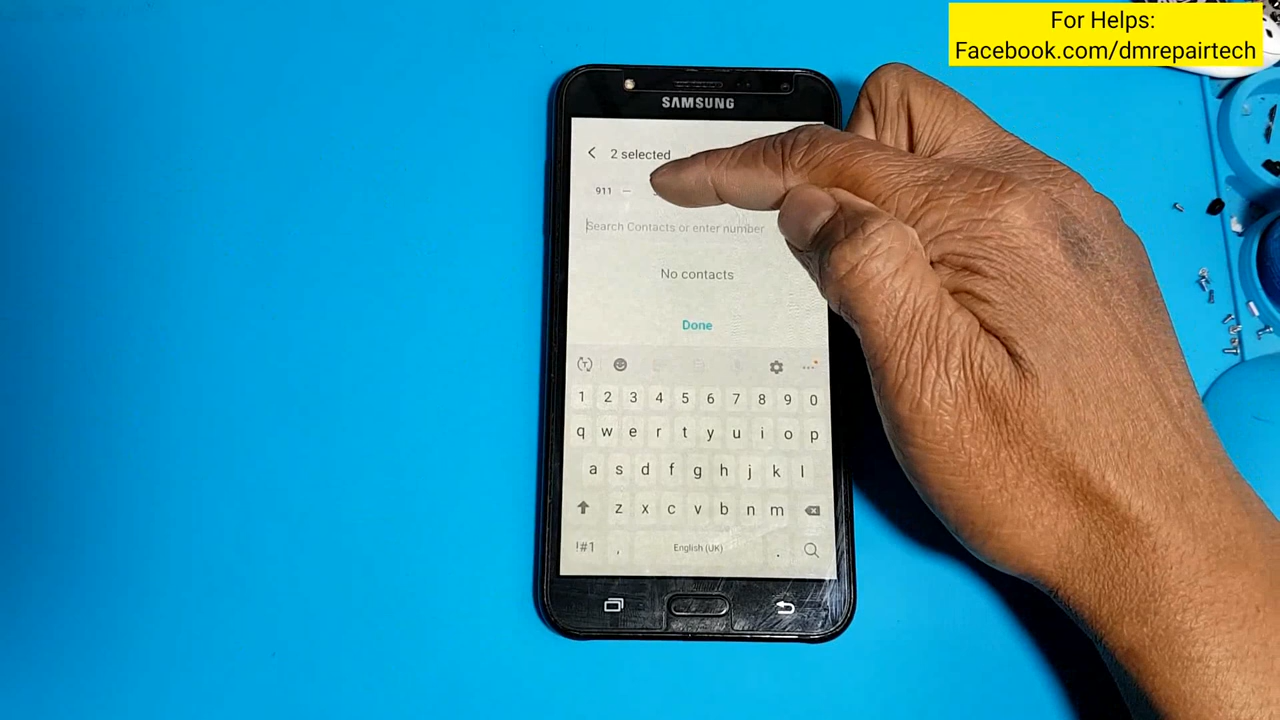 For Helps:
Facebook.com/dmrepairtech
SAMSUNG
2 selected
911
Search Contacts or enter number
No contacts
Done
1 2 3 4 5 6 7 8 9 0
q w e r t y u i o p
a s d f g h j k l
z x c v b n m
!#1 , English (UK) .